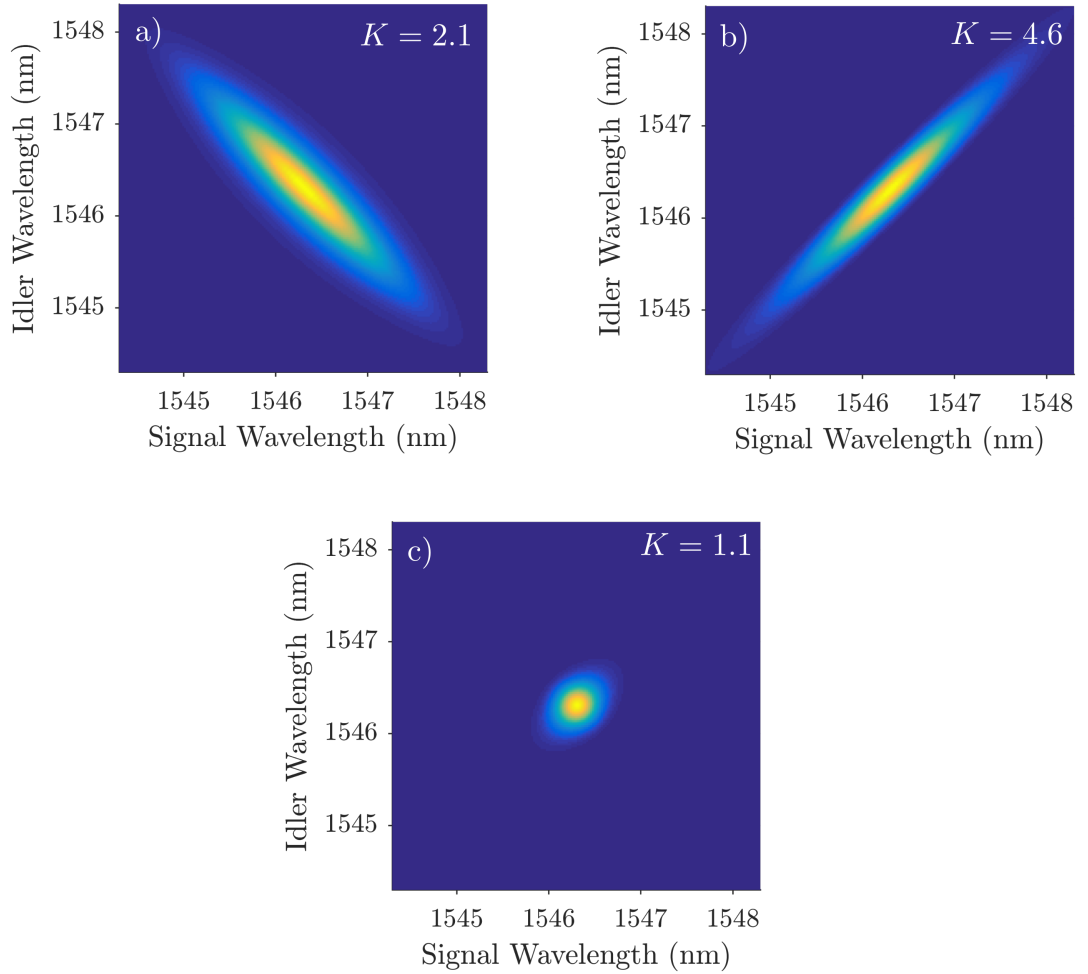 a)
K = 2.1
1548
1547
1546
1545
Idler Wavelength (nm)
1545 1546 1547 1548
Signal Wavelength (nm)
b)
K = 4.6
1548
1547
1546
1545
Idler Wavelength (nm)
1545 1546 1547 1548
Signal Wavelength (nm)
c)
K = 1.1
1548
1547
1546
1545
Idler Wavelength (nm)
1545 1546 1547 1548
Signal Wavelength (nm)